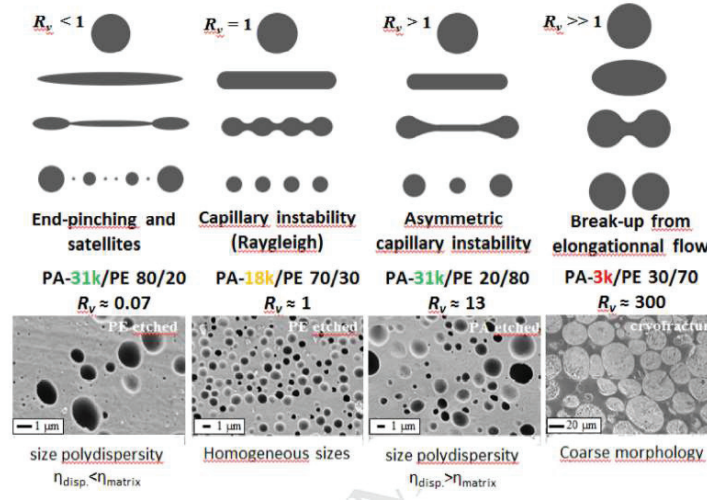 Rv < 1
Rv = 1
Rv > 1
Rv >> 1
End-pinching and
satellites
Capillary instability
(Raygleigh)
Asymmetric
capillary instability
Break-up from
elongationnal flow
PA-31k/PE 80/20
Rv ≈ 0.07
PA-18k/PE 70/30
Rv ≈ 1
PA-31k/PE 20/80
Rv ≈ 13
PA-3k/PE 30/70
Rv ≈ 300
PE etched
PE etched
PA etched
cryofractur
1 µm
1 µm
1 µm
20 µm
size polydispersity
ηdisp.<ηmatrix
Homogeneous sizes
size polydispersity
ηdisp.>ηmatrix
Coarse morphology